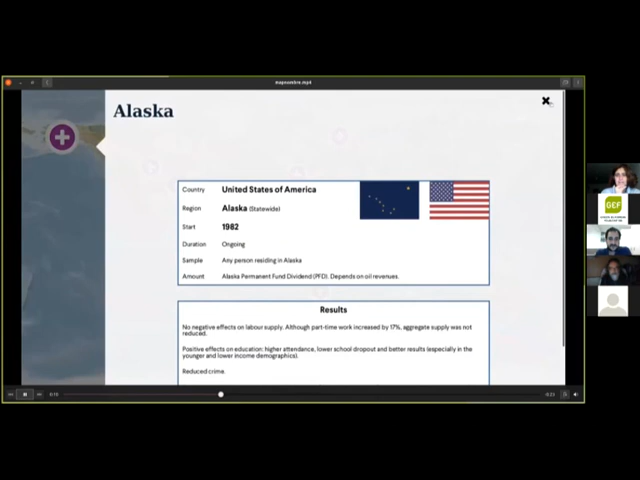 Alaska
Country United States of America
Region Alaska (Statewide)
Start 1982
Duration Ongoing
Sample Any person residing in Alaska
Amount Alaska Permanent Fund Dividend (PFD). Depends on oil revenues.
Results
No negative effects on labour supply. Although part-time work increased by 17%, aggregate supply was not
reduced.
Positive effects on education: higher attendance, lower school dropout and better results (especially in the
younger and lower income demographics).
Reduced crime.
GEF